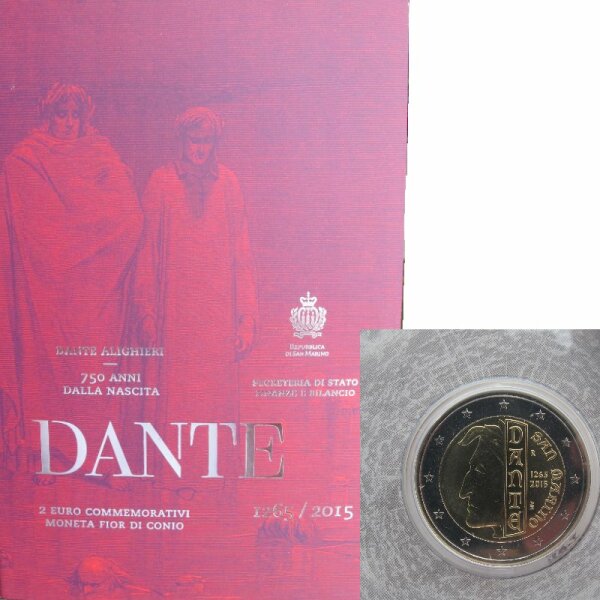 DANTE
REPUBBLICA
DI SAN MARINO
DANTE ALIGHIERI
750 ANNI
DALLA NASCITA
SEGRETERIA DI STATO
FINANZE E BILANCIO
DANTE
2 EURO COMMEMORATIVI
MONETA FIOR DI CONIO
1265/2015
DANTE
R
1265
2015
SAN MARINO